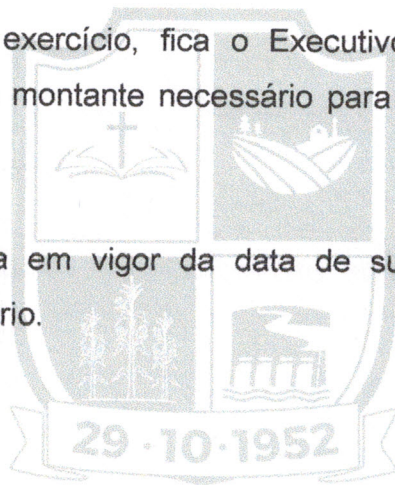 exercício, fica o Executivo
montante necessário para
em vigor da data de su
rio.
29 · 10 · 1952